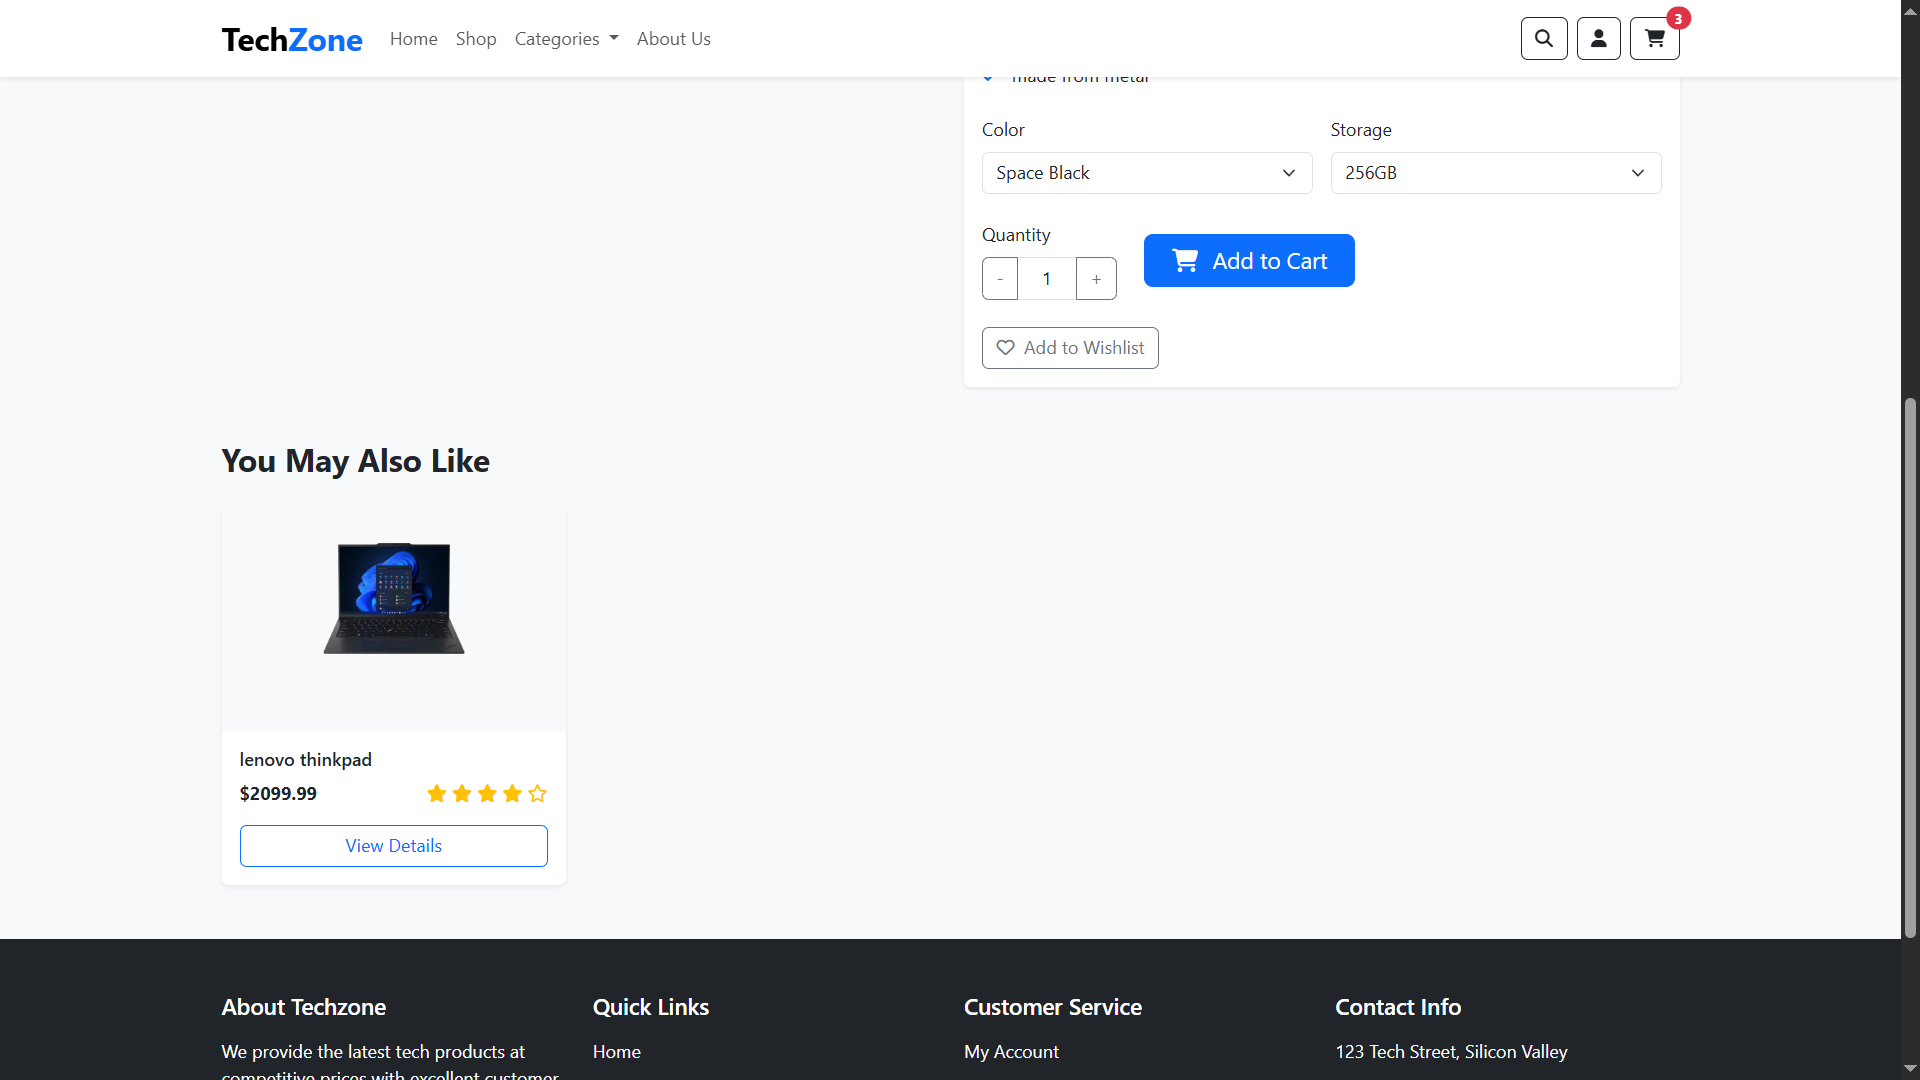 TechZone Home Shop Categories About Us 3
made from metal
Color Storage
Space Black 256GB
Quantity
- 1 + Add to Cart
Add to Wishlist
You May Also Like
lenovo thinkpad
$2099.99
View Details
About Techzone Quick Links Customer Service Contact Info
We provide the latest tech products at Home My Account 123 Tech Street, Silicon Valley
competitive prices with excellent customer